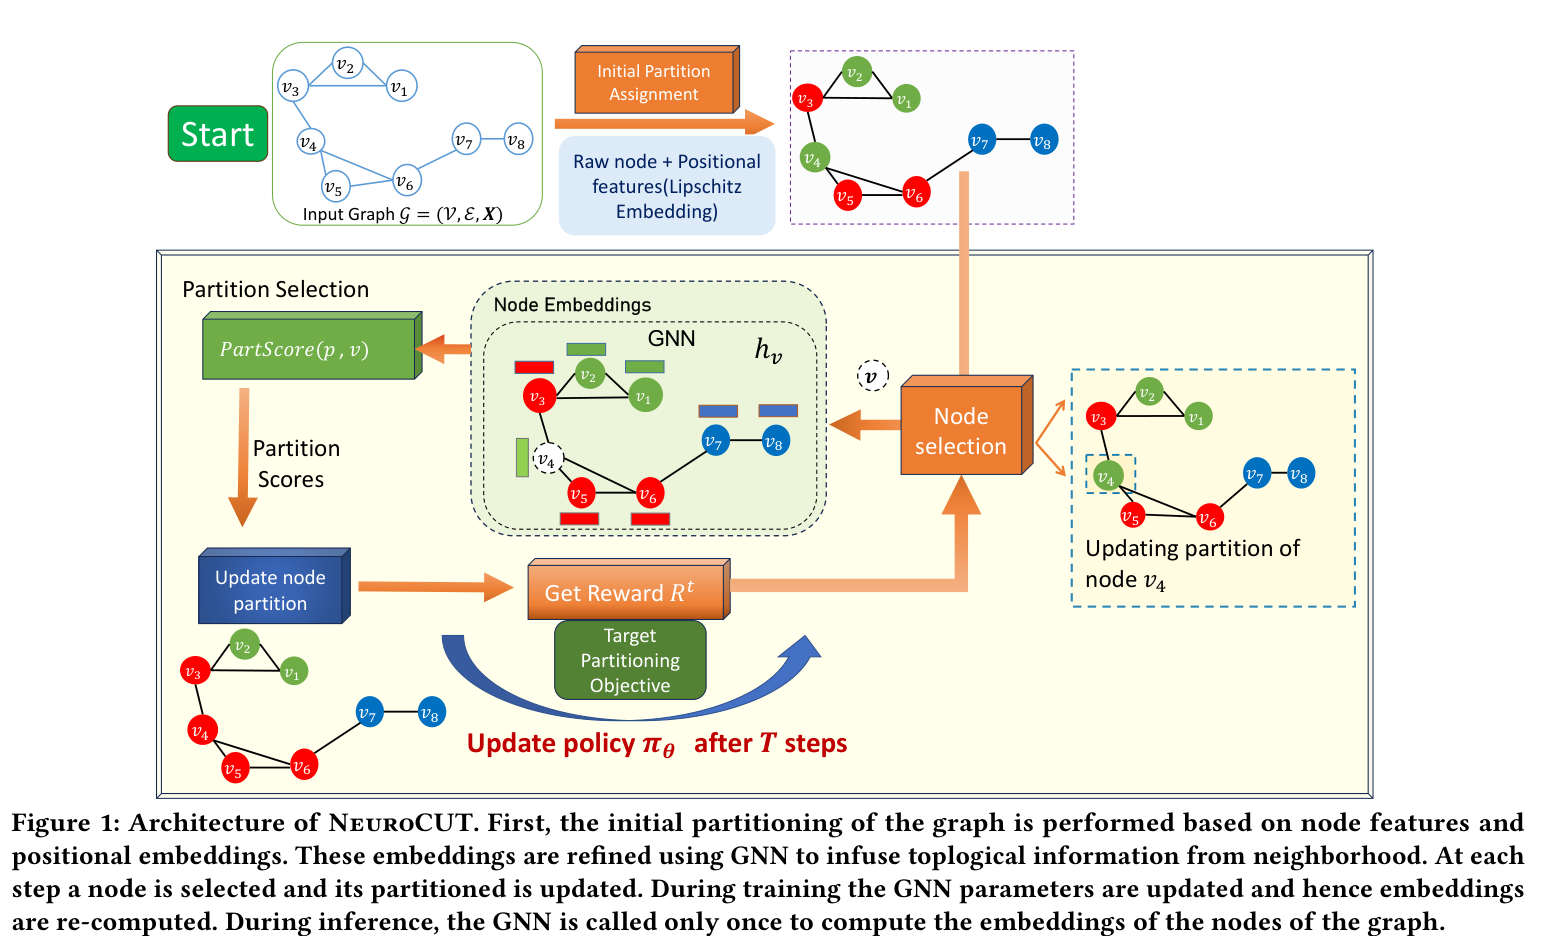 Start
v2
v3
v1
v4
v7
v8
v5
v6
Input Graph 𝒢 = (𝒱, ℰ, X)
Initial Partition
Assignment
Raw node + Positional
features(Lipschitz
Embedding)
v2
v3
v1
v4
v7
v8
v5
v6
Partition Selection
PartScore(p , v)
Partition
Scores
Node Embeddings
GNN
hv
v2
v3
v1
v4
v7
v8
v5
v6
v
Node
selection
v2
v3
v1
v4
v7
v8
v5
v6
Updating partition of
node v4
Update node
partition
Get Reward R^t
Target
Partitioning
Objective
v2
v3
v1
v4
v7
v8
v5
v6
Update policy πθ after T steps
Figure 1: Architecture of NeuroCUT. First, the initial partitioning of the graph is performed based on node features and
positional embeddings. These embeddings are refined using GNN to infuse toplogical information from neighborhood. At each
step a node is selected and its partitioned is updated. During training the GNN parameters are updated and hence embeddings
are re-computed. During inference, the GNN is called only once to compute the embeddings of the nodes of the graph.